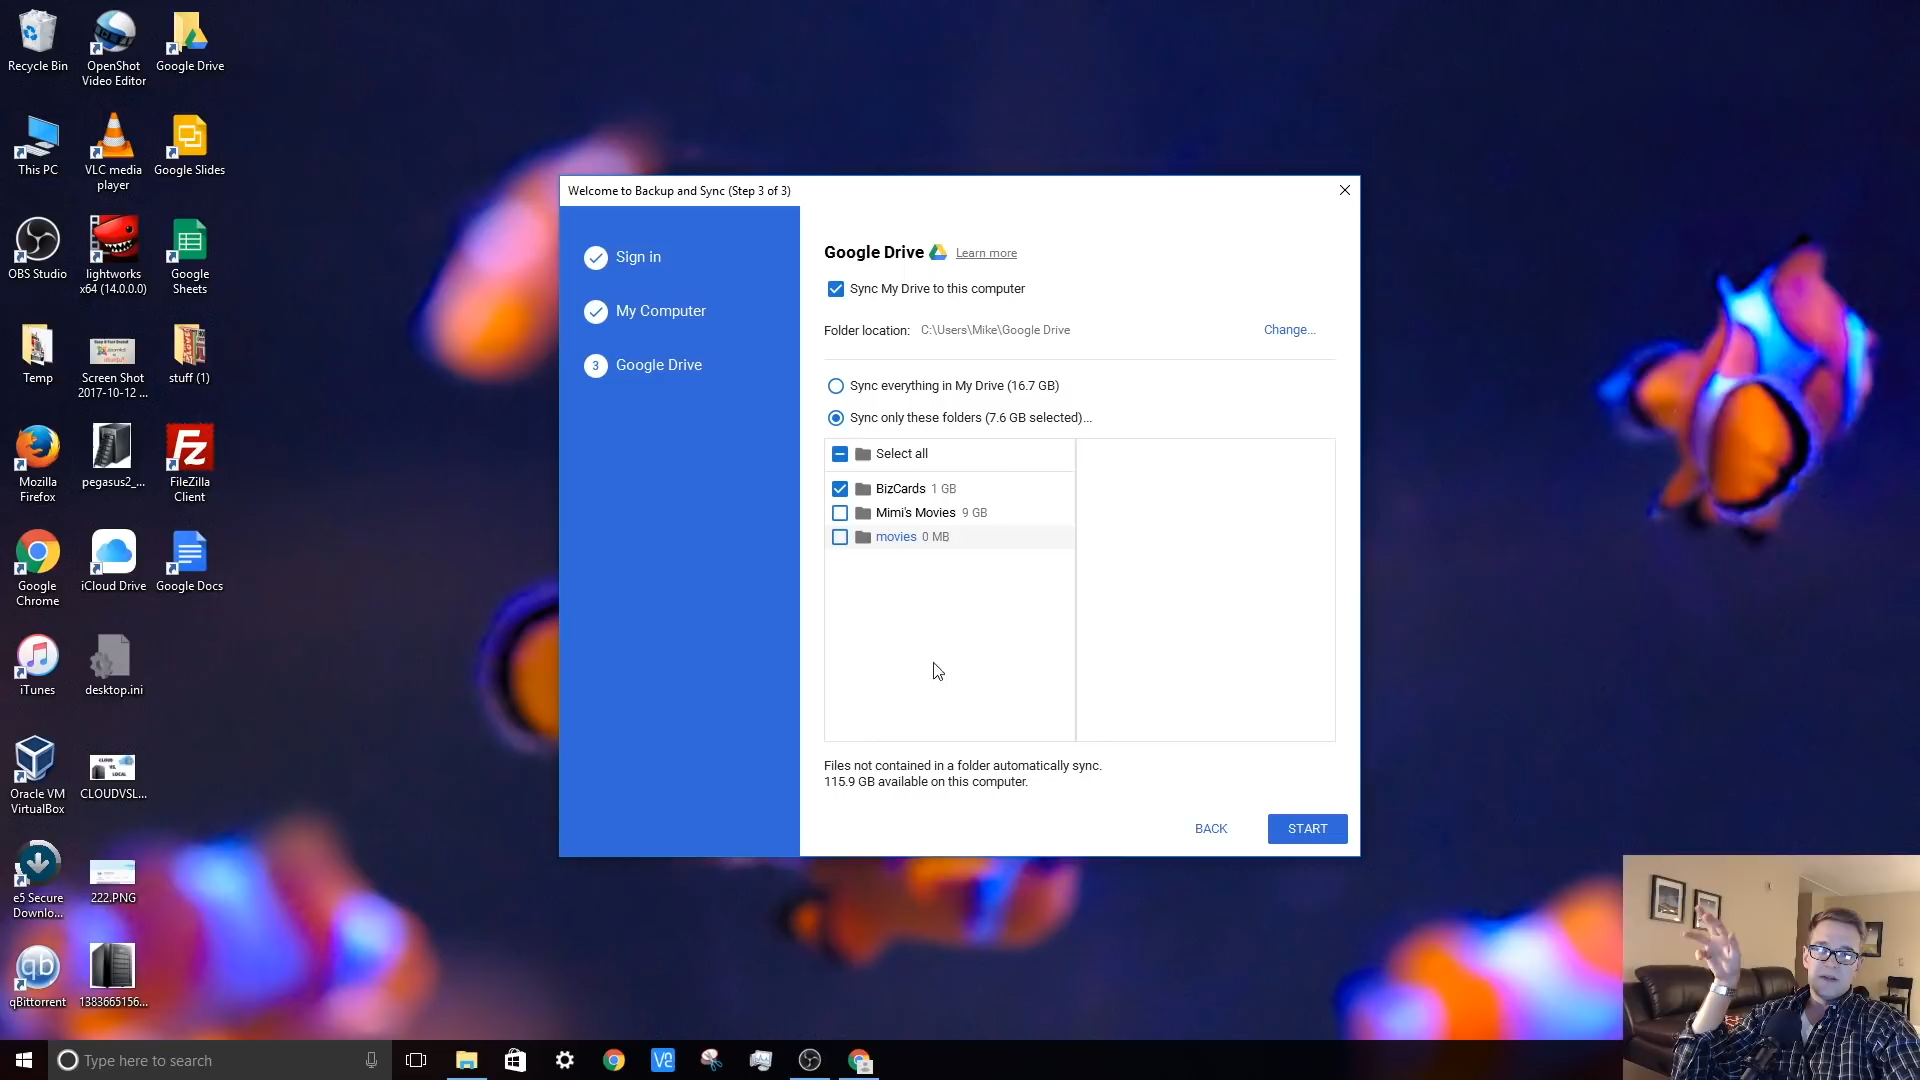 Recycle Bin
OpenShot
Video Editor
Google Drive
This PC
VLC media
player
Google Slides
OBS Studio
lightworks
x64 (14.0.0.0)
Google
Sheets
Temp
Screen Shot
2017-10-12 ...
stuff (1)
Mozilla
Firefox
pegasus2_...
FileZilla
Client
Google
Chrome
iCloud Drive
Google Docs
iTunes
desktop.ini
Oracle VM
VirtualBox
CLOUDVSL...
e5 Secure
Downlo...
222.PNG
qBittorrent
1383665156...
Welcome to Backup and Sync (Step 3 of 3)
Sign in
My Computer
3 Google Drive
Google Drive Learn more
Sync My Drive to this computer
Folder location: C:\Users\Mike\Google Drive Change...
Sync everything in My Drive (16.7 GB)
Sync only these folders (7.6 GB selected)...
Select all
BizCards 1 GB
Mimi's Movies 9 GB
movies 0 MB
Files not contained in a folder automatically sync.
115.9 GB available on this computer.
BACK START
Type here to search